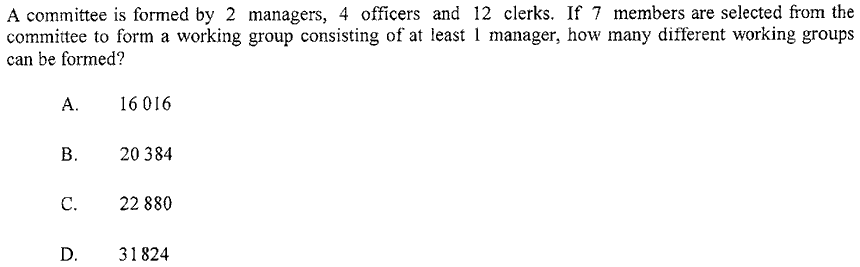 A committee is formed by 2 managers, 4 officers and 12 clerks. If 7 members are selected from the
committee to form a working group consisting of at least 1 manager, how many different working groups
can be formed?
A. 16 016
B. 20 384
C. 22 880
D. 31 824